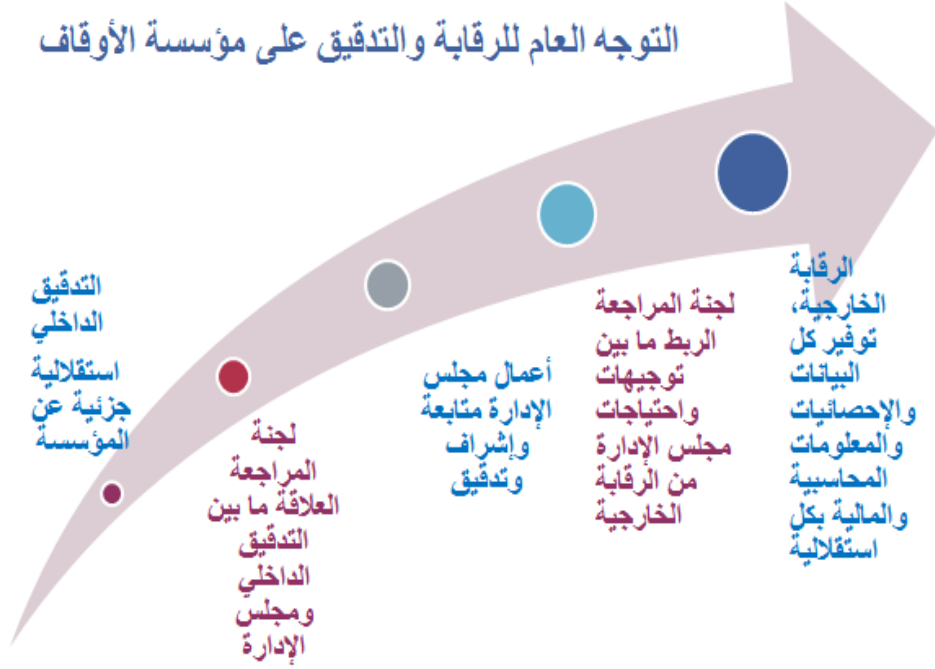 التوجه العام للرقابة والتدقيق على مؤسسة الأوقاف
التدقيق
الداخلي
استقلالية
جزئية عن
المؤسسة
لجنة
المراجعة
العلاقة ما بين
التدقيق
الداخلي
ومجلس
الإدارة
أعمال مجلس
الإدارة متابعة
وإشراف
وتدقيق
لجنة المراجعة
الربط ما بين
توجيهات
واحتياجات
مجلس الإدارة
من الرقابة
الخارجية
الرقابة
الخارجية،
توفير كل
البيانات
والإحصائيات
والمعلومات
المحاسبية
والمالية بكل
استقلالية